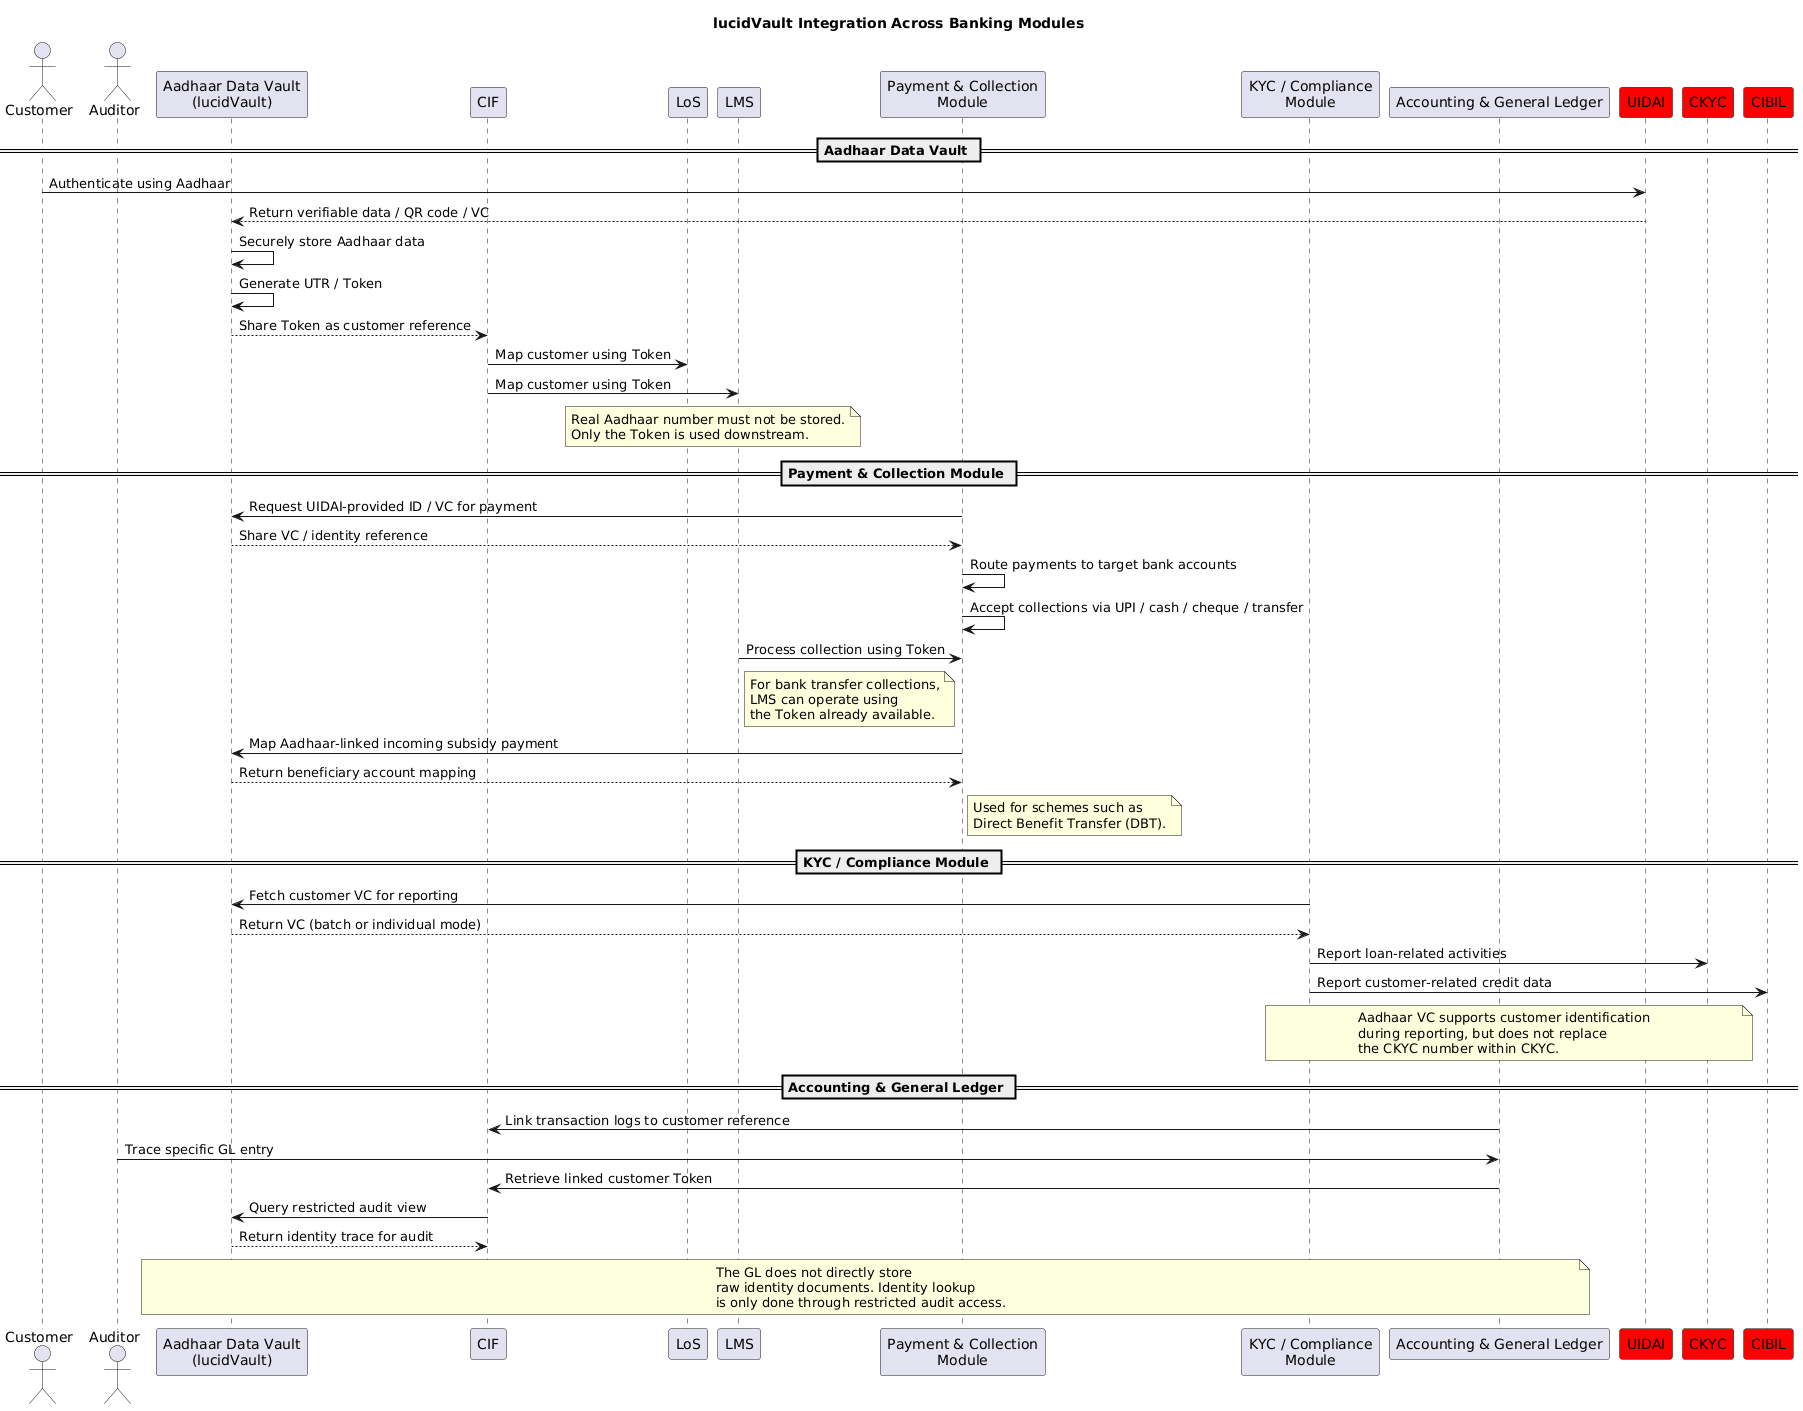 lucidVault Integration Across Banking Modules
Customer
Auditor
Aadhaar Data Vault
(lucidVault)
CIF
LoS
LMS
Payment & Collection
Module
KYC / Compliance
Module
Accounting & General Ledger
UIDAI
CKYC
CIBIL
Aadhaar Data Vault
Authenticate using Aadhaar
Return verifiable data / QR code / VC
Securely store Aadhaar data
Generate UTR / Token
Share Token as customer reference
Map customer using Token
Map customer using Token
Real Aadhaar number must not be stored.
Only the Token is used downstream.
Payment & Collection Module
Request UIDAI-provided ID / VC for payment
Share VC / identity reference
Route payments to target bank accounts
Accept collections via UPI / cash / cheque / transfer
Process collection using Token
For bank transfer collections,
LMS can operate using
the Token already available.
Map Aadhaar-linked incoming subsidy payment
Return beneficiary account mapping
Used for schemes such as
Direct Benefit Transfer (DBT).
KYC / Compliance Module
Fetch customer VC for reporting
Return VC (batch or individual mode)
Report loan-related activities
Report customer-related credit data
Aadhaar VC supports customer identification
during reporting, but does not replace
the CKYC number within CKYC.
Accounting & General Ledger
Link transaction logs to customer reference
Trace specific GL entry
Retrieve linked customer Token
Query restricted audit view
Return identity trace for audit
The GL does not directly store
raw identity documents. Identity lookup
is only done through restricted audit access.
Customer
Auditor
Aadhaar Data Vault
(lucidVault)
CIF
LoS
LMS
Payment & Collection
Module
KYC / Compliance
Module
Accounting & General Ledger
UIDAI
CKYC
CIBIL